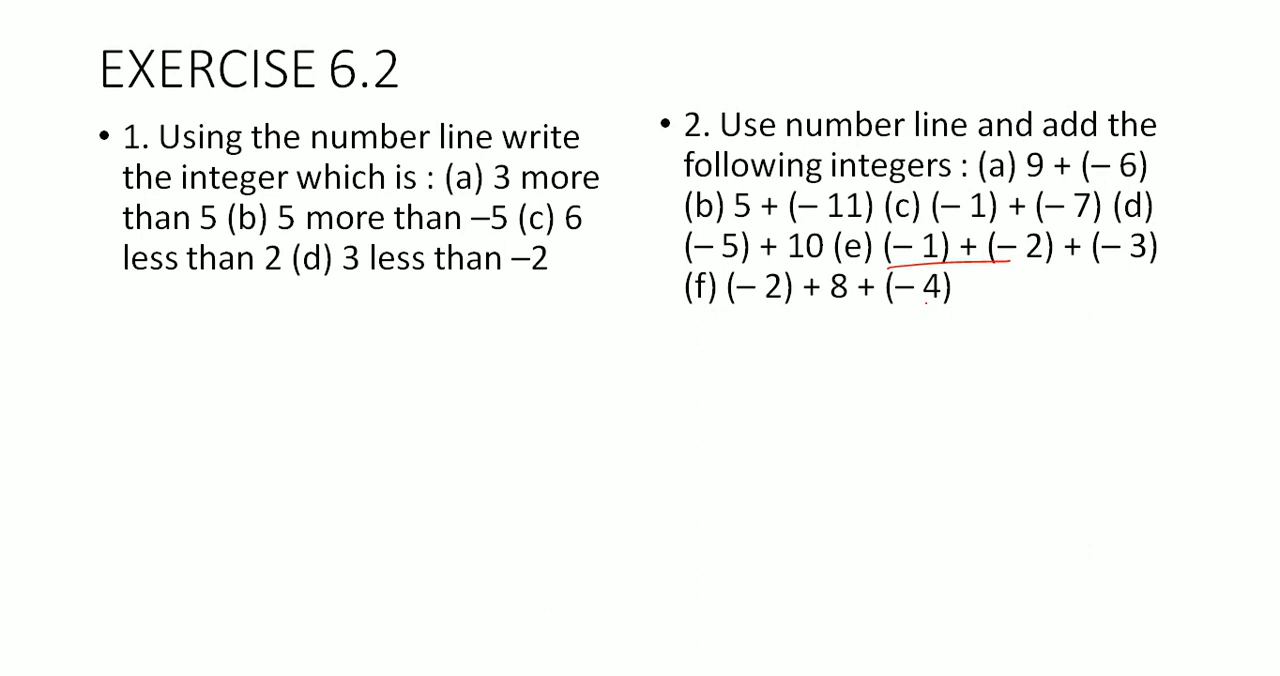 EXERCISE 6.2
• 1. Using the number line write
the integer which is : (a) 3 more
than 5 (b) 5 more than –5 (c) 6
less than 2 (d) 3 less than –2
• 2. Use number line and add the
following integers : (a) 9 + (– 6)
(b) 5 + (– 11) (c) (– 1) + (– 7) (d)
(– 5) + 10 (e) (– 1) + (– 2) + (– 3)
(f) (– 2) + 8 + (– 4)